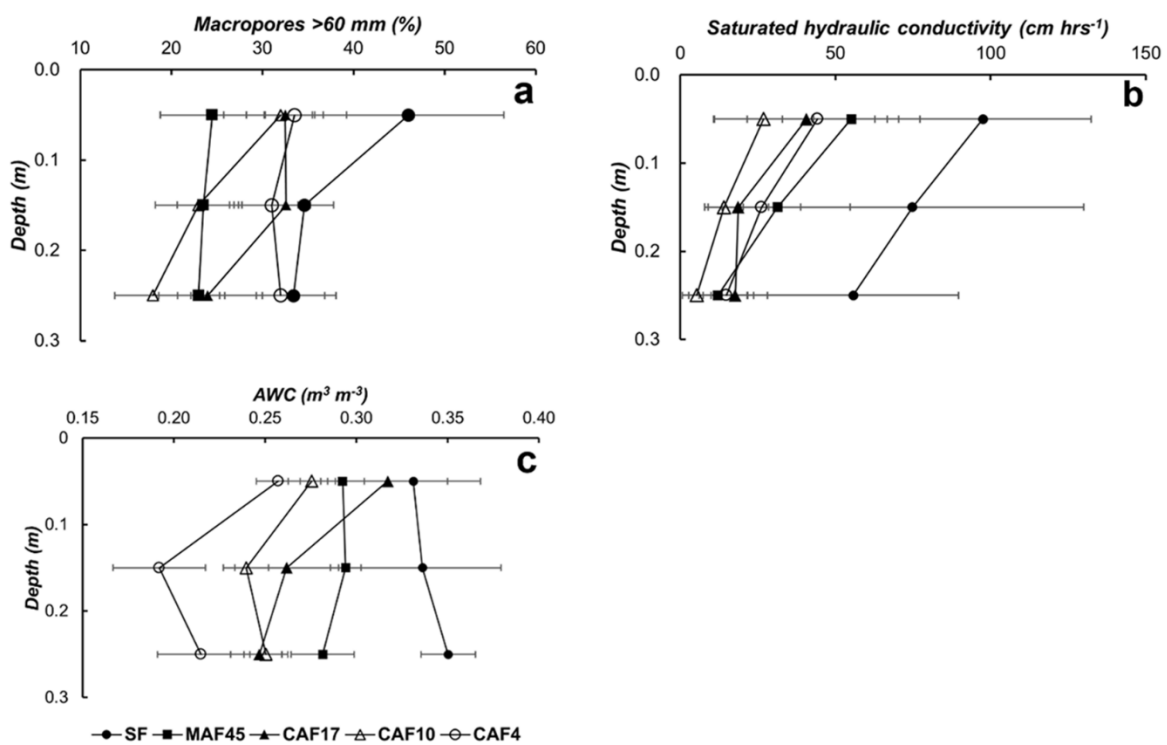 Macropores >60 mm (%)
10 20 30 40 50 60
0.0
a
0.1
Depth (m)
0.2
0.3
Saturated hydraulic conductivity (cm hrs-1)
0 50 100 150
0.0
b
0.1
Depth (m)
0.2
0.3
AWC (m³ m-³)
0.15 0.20 0.25 0.30 0.35 0.40
0
c
0.1
Depth (m)
0.2
0.3
SF MAF45 CAF17 CAF10 CAF4